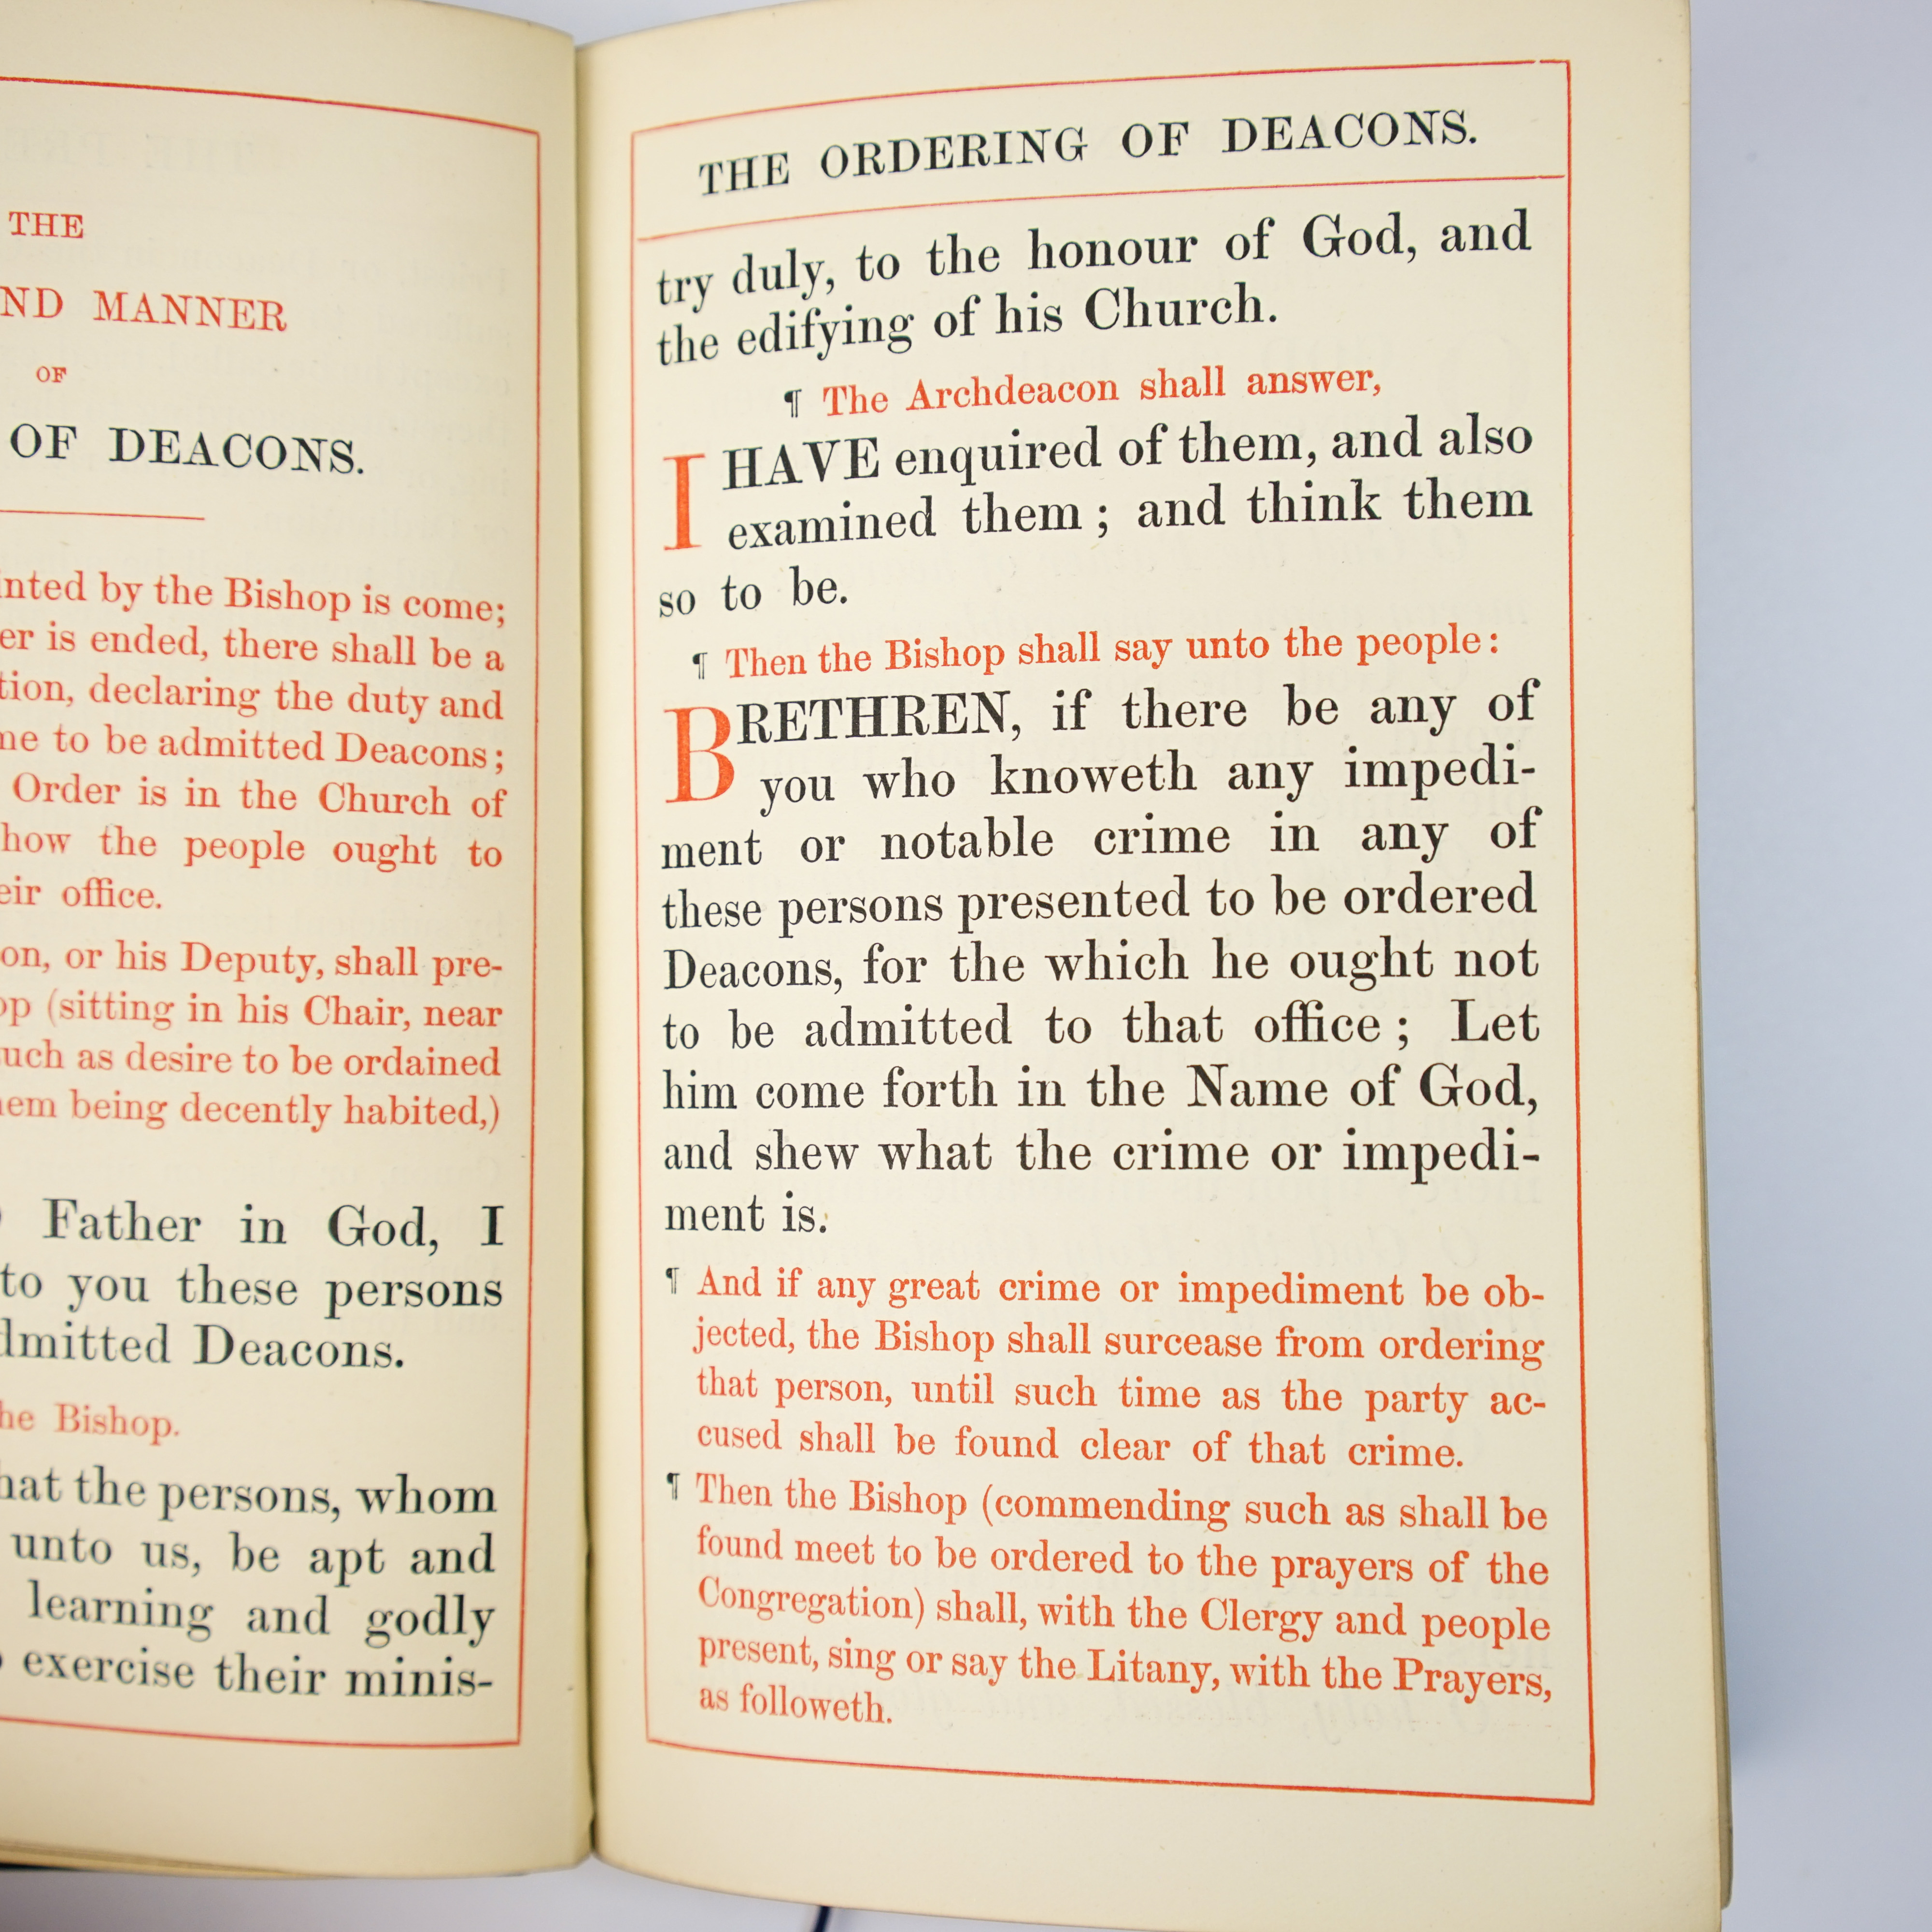 THE
MANNER
OF
OF DEACONS.
by the Bishop is come;
is ended, there shall be a
declaring the duty and
to be admitted Deacons;
Order is in the Church of
how the people ought to
office.
or his Deputy, shall pre-
(sitting in his Chair, near
as desire to be ordained
being decently habited,)
Father in God, I
to you these persons
Deacons.
Bishop.
the persons, whom
unto us, be apt and
learning and godly
exercise their minis-
THE ORDERING OF DEACONS.
try duly, to the honour of God, and
the edifying of his Church.
¶ The Archdeacon shall answer,
I HAVE enquired of them, and also
examined them ; and think them
so to be.
¶ Then the Bishop shall say unto the people:
BRETHREN, if there be any of
you who knoweth any impedi-
ment or notable crime in any of
these persons presented to be ordered
Deacons, for the which he ought not
to be admitted to that office ; Let
him come forth in the Name of God,
and shew what the crime or impedi-
ment is.
¶ And if any great crime or impediment be ob-
jected, the Bishop shall surcease from ordering
that person, until such time as the party ac-
cused shall be found clear of that crime.
¶ Then the Bishop (commending such as shall be
found meet to be ordered to the prayers of the
Congregation) shall, with the Clergy and people
present, sing or say the Litany, with the Prayers,
as followeth.